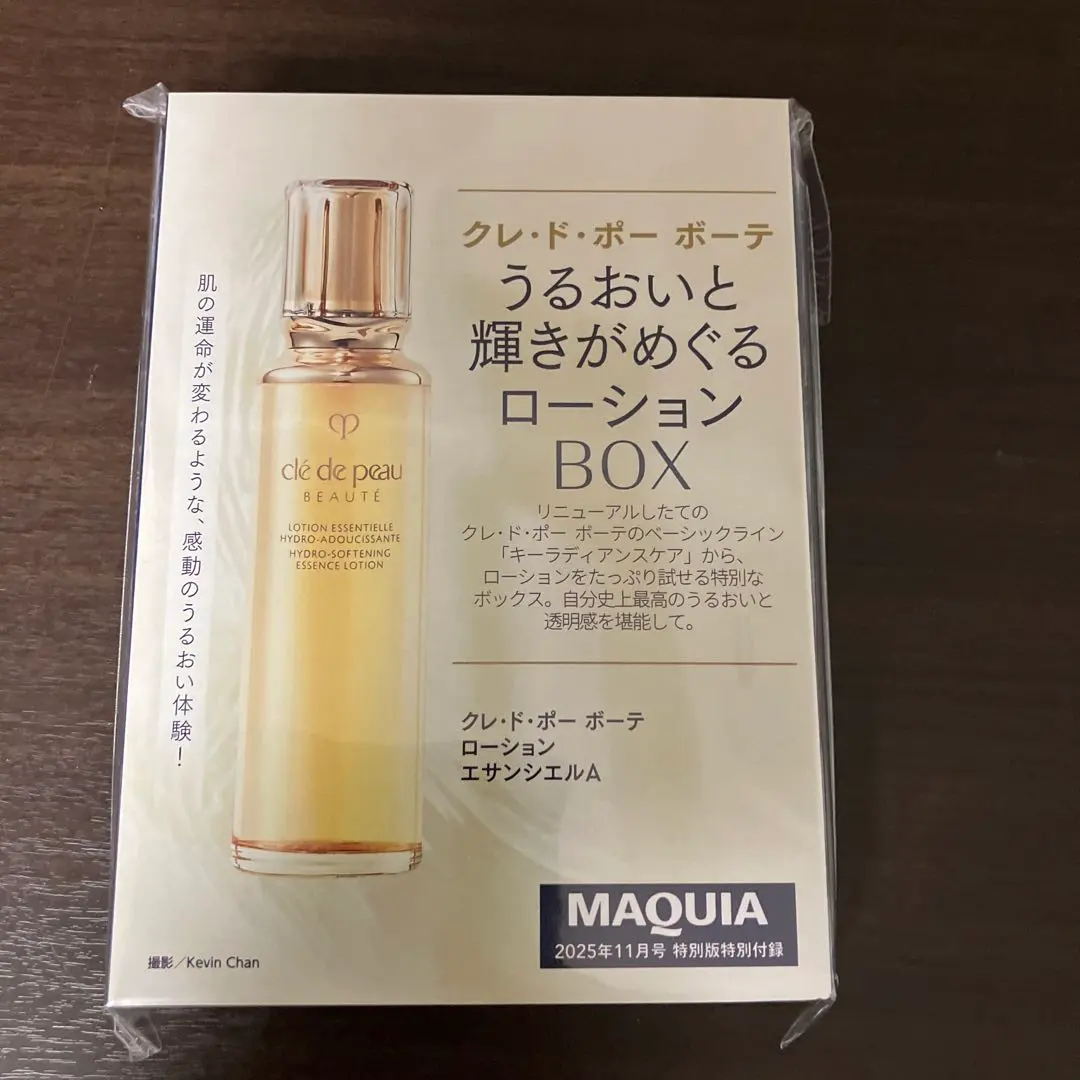 クレ・ド・ポー ボーテ
うるおいと
輝きがめぐる
ローション
BOX
リニューアルしたての
クレ・ド・ポー ボーテのベーシックライン
「キーラディアンスケア」から、
ローションをたっぷり試せる特別な
ボックス。自分史上最高のうるおいと
透明感を堪能して。
クレ・ド・ポー ボーテ
ローション
エサンシエルA
肌の運命が変わるような、感動のうるおい体験！
clé de peau
BEAUTÉ
LOTION ESSENTIELLE
HYDRO-ADOUCISSANTE
HYDRO-SOFTENING
ESSENCE LOTION
MAQUIA
2025年11月号 特別版特別付録
撮影／Kevin Chan